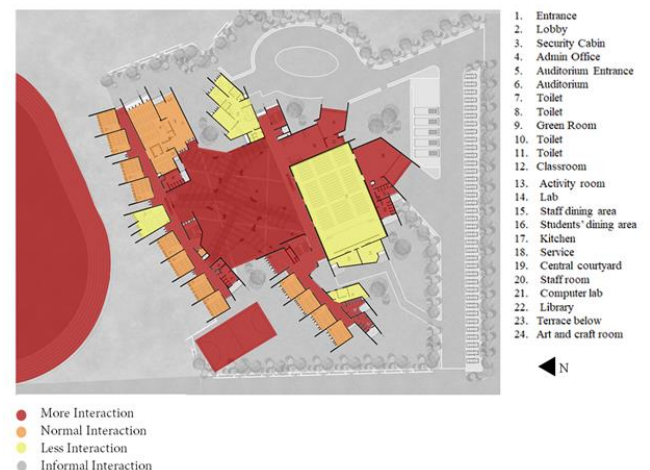 1. Entrance
2. Lobby
3. Security Cabin
4. Admin Office
5. Auditorium Entrance
6. Auditorium
7. Toilet
8. Toilet
9. Green Room
10. Toilet
11. Toilet
12. Classroom
13. Activity room
14. Lab
15. Staff dining area
16. Students' dining area
17. Kitchen
18. Service
19. Central courtyard
20. Staff room
21. Computer lab
22. Library
23. Terrace below
24. Art and craft room
N
More Interaction
Normal Interaction
Less Interaction
Informal Interaction